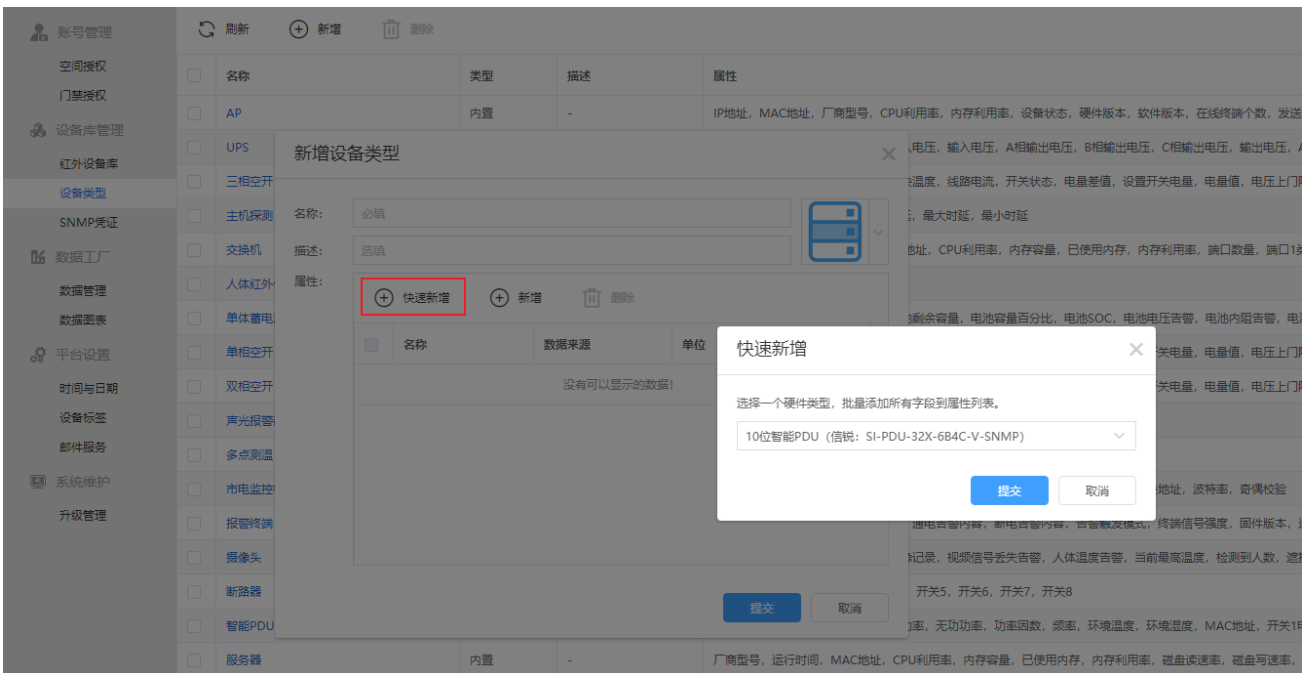 账号管理
空间授权
门禁授权
设备库管理
红外设备库
设备类型
SNMP凭证
数据工厂
数据管理
数据图表
平台设置
时间与日期
设备标签
邮件服务
系统维护
升级管理
刷新 新增 删除
名称 类型 描述 属性
AP 内置 - IP地址，MAC地址，厂商型号，CPU利用率，内存利用率，设备状态，硬件版本，软件版本，在线终端个数，发送
UPS 电压，输入电压，A相输出电压，B相输出电压，C相输出电压，输出电压，
三相空开 温度，线路电流，开关状态，电量差值，设置开关电量，电量值，电压上门
主机探测 ，最大时延，最小时延
交换机 地址，CPU利用率，内存容量，已使用内存，内存利用率，端口数量，端口1
人体红外
单体蓄电 剩余容量，电池容量百分比，电池SOC，电池电压告警，电池内阻告警，电
单相空开 关电量，电量值，电压上门
双相空开 关电量，电量值，电压上门
声光报警
多点测温
市电监控 地址，波特率，奇偶校验
报警终端 通电告警内容，断电告警内容，告警触发模式，终端信号强度，固件版本，
摄像头 记录，视频信号丢失告警，人体温度告警，当前最高温度，检测到人数，遮
断路器 开关5，开关6，开关7，开关8
智能PDU 率，无功功率，功率因数，频率，环境温度，环境湿度，MAC地址，开关1
服务器 内置 - 厂商型号，运行时间，MAC地址，CPU利用率，内存容量，已使用内存，内存利用率，磁盘读速率，磁盘写速率，
新增设备类型
名称: 必填
描述: 选填
属性:
快速新增 新增 删除
名称 数据来源 单位
没有可以显示的数据!
提交 取消
快速新增
选择一个硬件类型，批量添加所有字段到属性列表。
10位智能PDU（信锐：SI-PDU-32X-6B4C-V-SNMP）
提交 取消